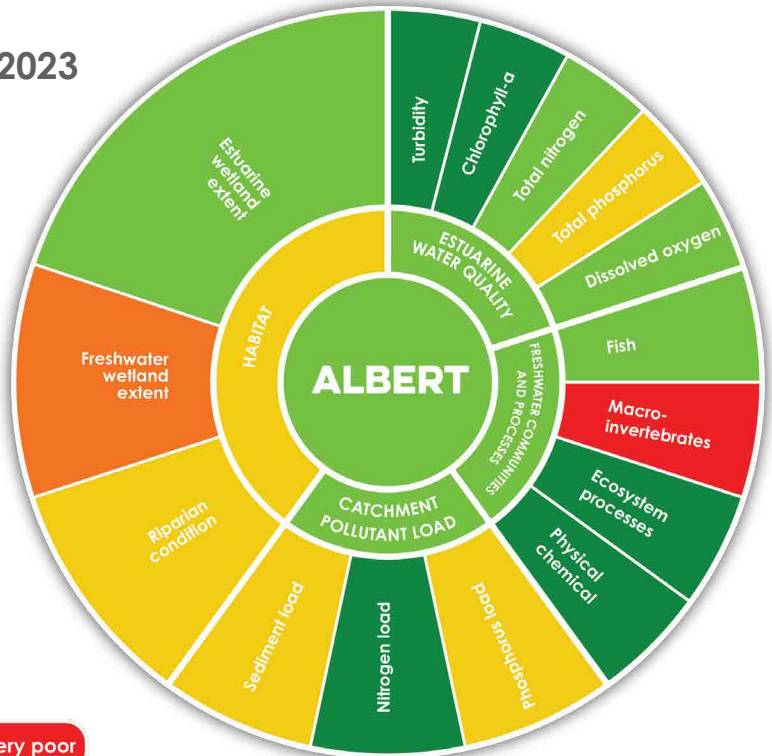 2023
Turbidity
Chlorophyll-a
Total nitrogen
Total phosphorus
Dissolved oxygen
Fish
Macro-
invertebrates
Ecosystem
processes
Physical
chemical
Phosphorus load
Nitrogen load
Sediment load
Riparian
condition
Freshwater
wetland
extent
Estuarine
wetland
extent
HABITAT
ESTUARINE
WATER QUALITY
FRESHWATER COMMUNITIES
AND PROCESSES
CATCHMENT
POLLUTANT LOAD
ALBERT
ery poor